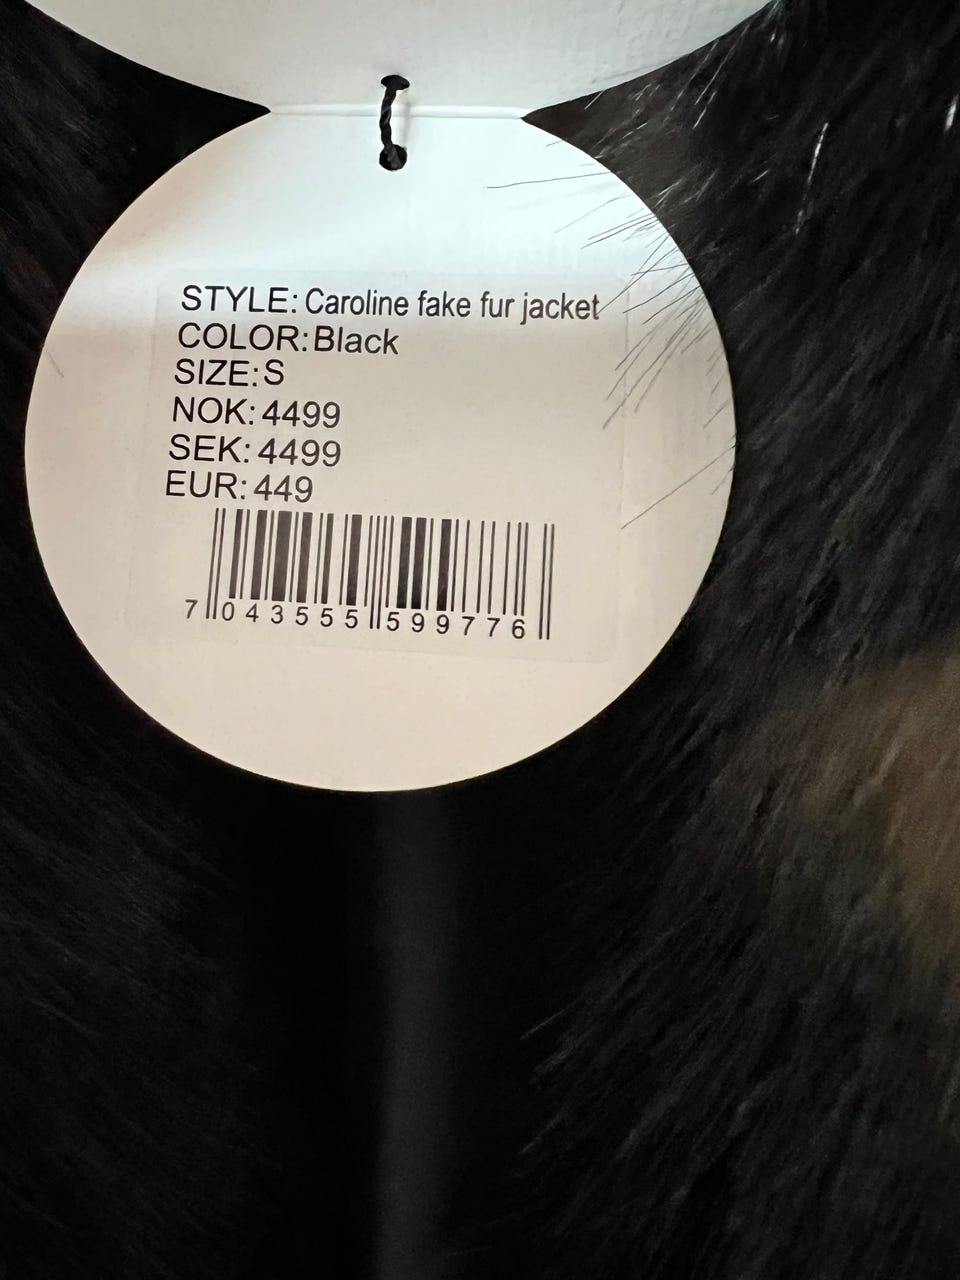 STYLE: Caroline fake fur jacket
COLOR: Black
SIZE: S
NOK: 4499
SEK: 4499
EUR: 449
7 043555 599776